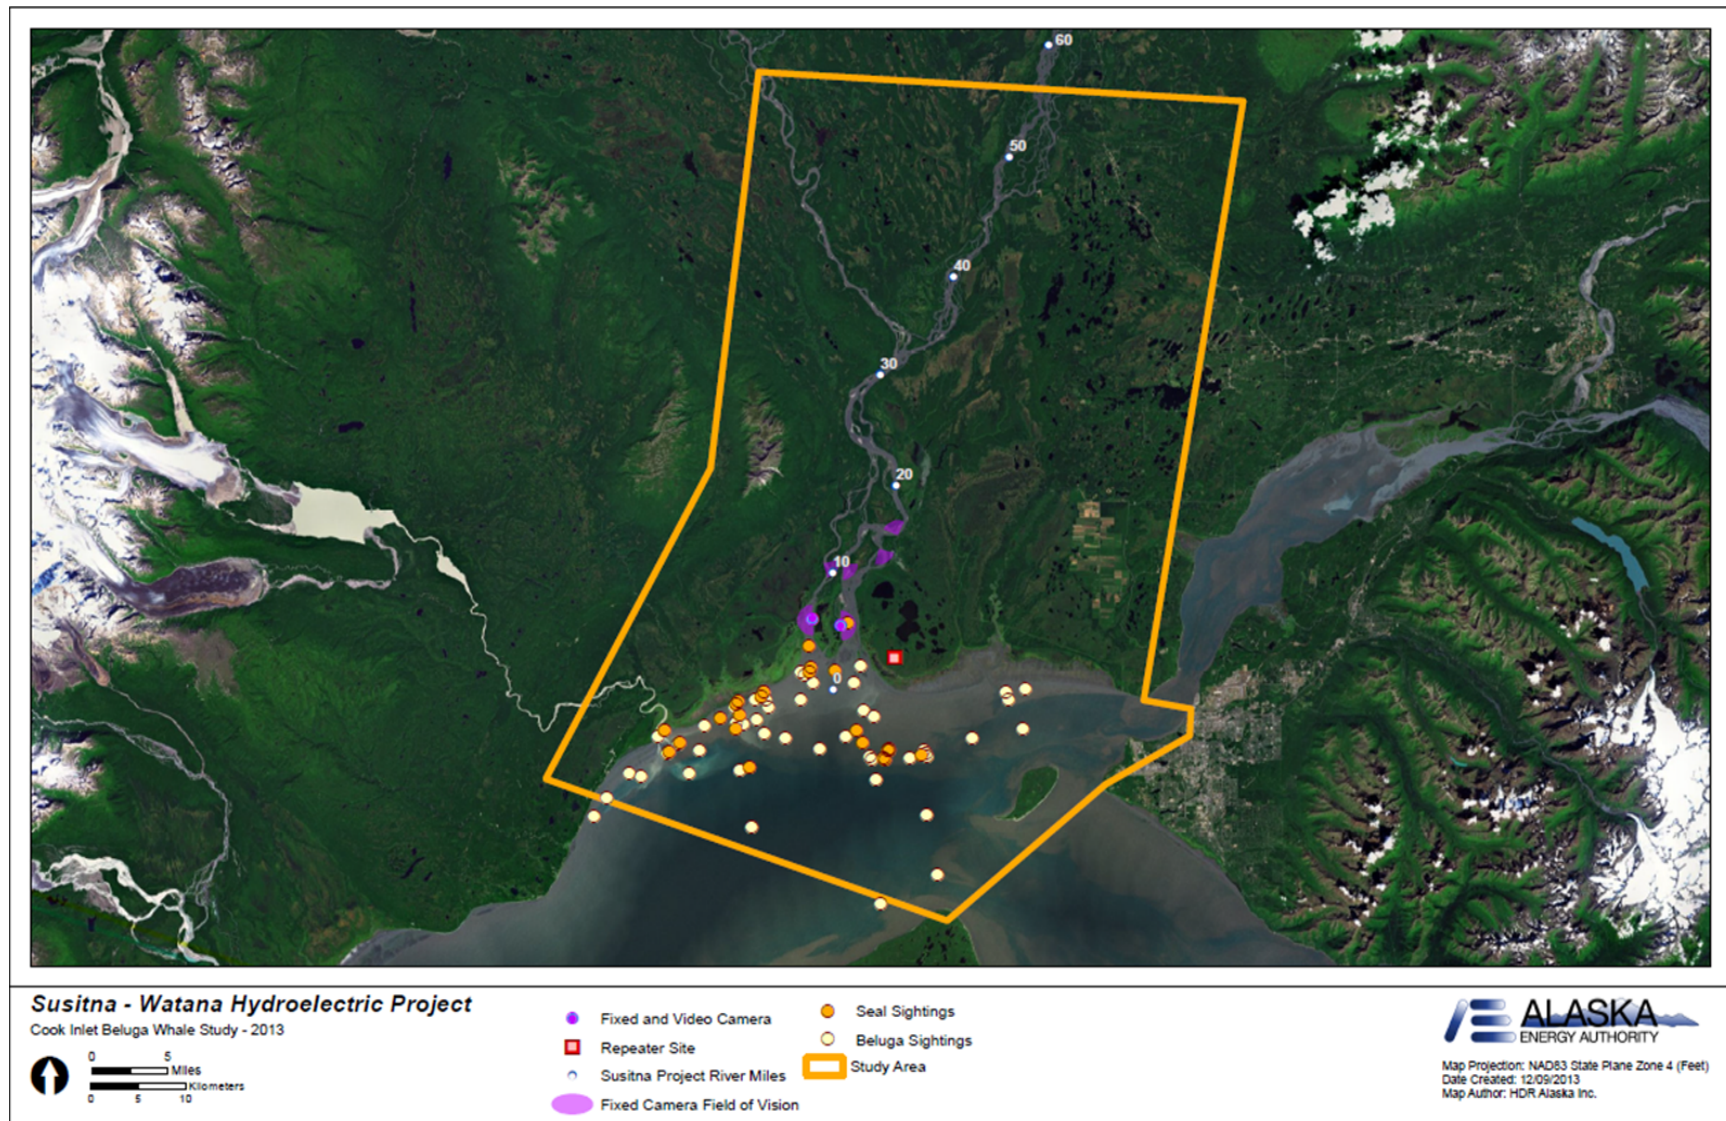 60
50
40
30
20
10
0
Susitna - Watana Hydroelectric Project
Cook Inlet Beluga Whale Study - 2013
0 5
Miles
Kilometers
0 5 10
Fixed and Video Camera
Repeater Site
Susitna Project River Miles
Fixed Camera Field of Vision
Seal Sightings
Beluga Sightings
Study Area
ALASKA
ENERGY AUTHORITY
Map Projection: NAD83 State Plane Zone 4 (Feet)
Date Created: 12/09/2013
Map Author: HDR Alaska Inc.